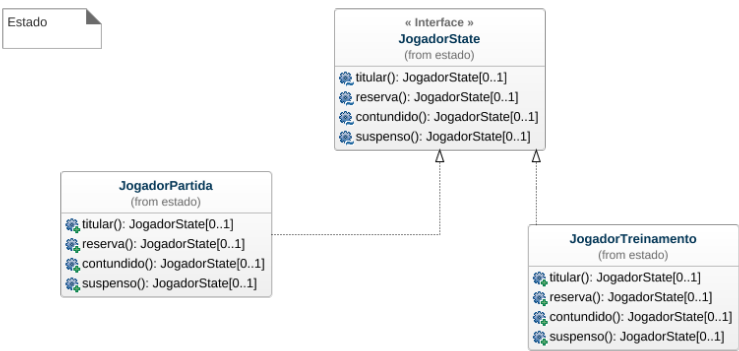 Estado
« Interface »
JogadorState
(from estado)
titular(): JogadorState[0..1]
reserva(): JogadorState[0..1]
contundido(): JogadorState[0..1]
suspenso(): JogadorState[0..1]
JogadorPartida
(from estado)
titular(): JogadorState[0..1]
reserva(): JogadorState[0..1]
contundido(): JogadorState[0..1]
suspenso(): JogadorState[0..1]
JogadorTreinamento
(from estado)
titular(): JogadorState[0..1]
reserva(): JogadorState[0..1]
contundido(): JogadorState[0..1]
suspenso(): JogadorState[0..1]